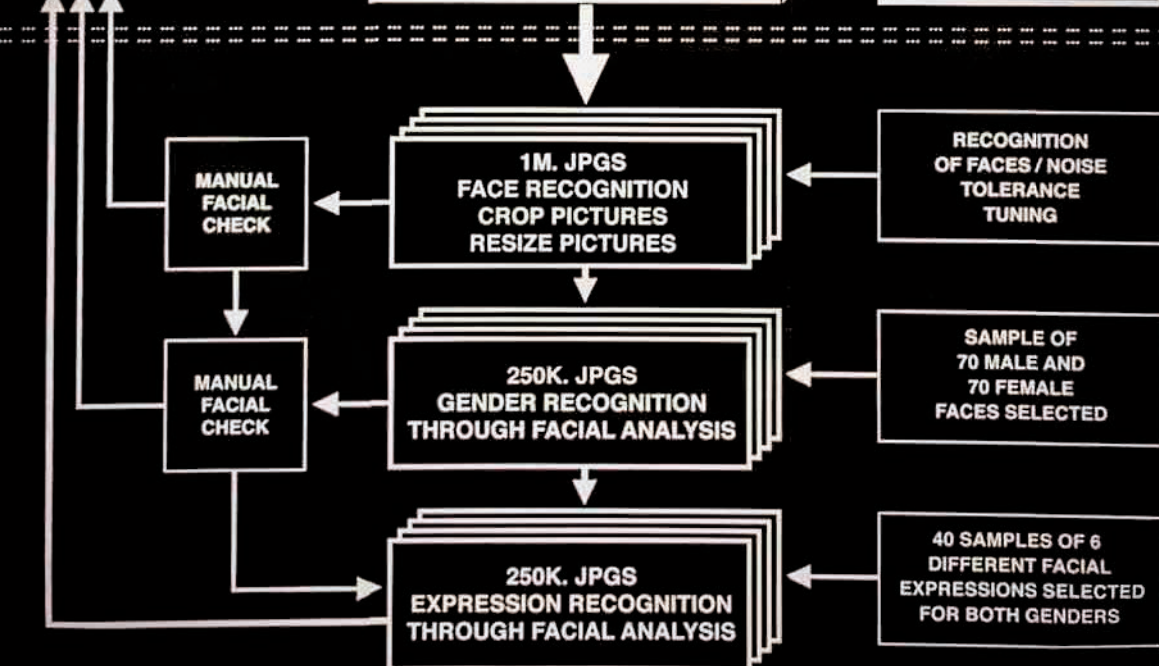 1M. JPGS
FACE RECOGNITION
CROP PICTURES
RESIZE PICTURES
RECOGNITION
OF FACES / NOISE
TOLERANCE
TUNING
MANUAL
FACIAL
CHECK
250K. JPGS
GENDER RECOGNITION
THROUGH FACIAL ANALYSIS
SAMPLE OF
70 MALE AND
70 FEMALE
FACES SELECTED
MANUAL
FACIAL
CHECK
250K. JPGS
EXPRESSION RECOGNITION
THROUGH FACIAL ANALYSIS
40 SAMPLES OF 6
DIFFERENT FACIAL
EXPRESSIONS SELECTED
FOR BOTH GENDERS